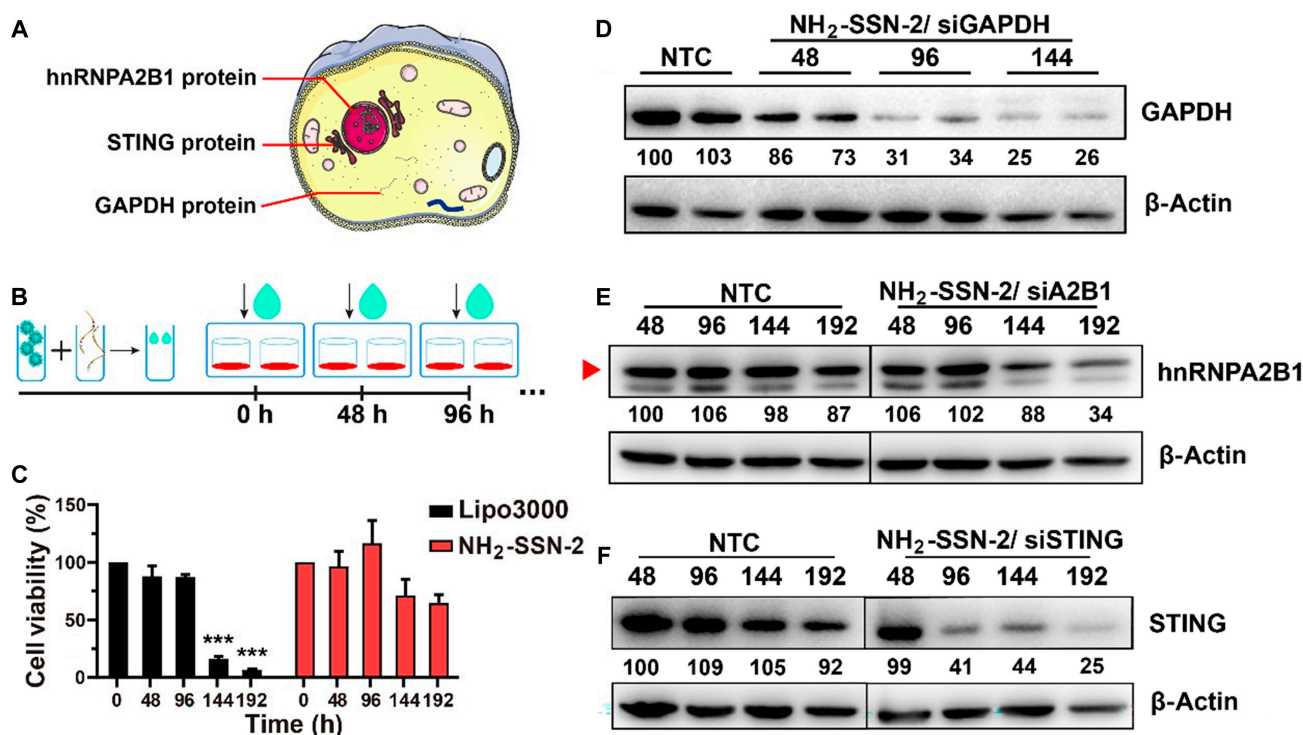 A
hnRNPA2B1 protein
STING protein
GAPDH protein
B
+
0 h 48 h 96 h ...
C
Cell viability (%)
150
100
50
0
Lipo3000
NH₂-SSN-2
*** ***
0 48 96 144 192 0 48 96 144 192
Time (h)
D
NH₂-SSN-2/ siGAPDH
NTC 48 96 144
GAPDH
100 103 86 73 31 34 25 26
β-Actin
E
NTC NH₂-SSN-2/ siA2B1
48 96 144 192 48 96 144 192
hnRNPA2B1
100 106 98 87 106 102 88 34
β-Actin
F
NTC NH₂-SSN-2/ siSTING
48 96 144 192 48 96 144 192
STING
100 109 105 92 99 41 44 25
β-Actin